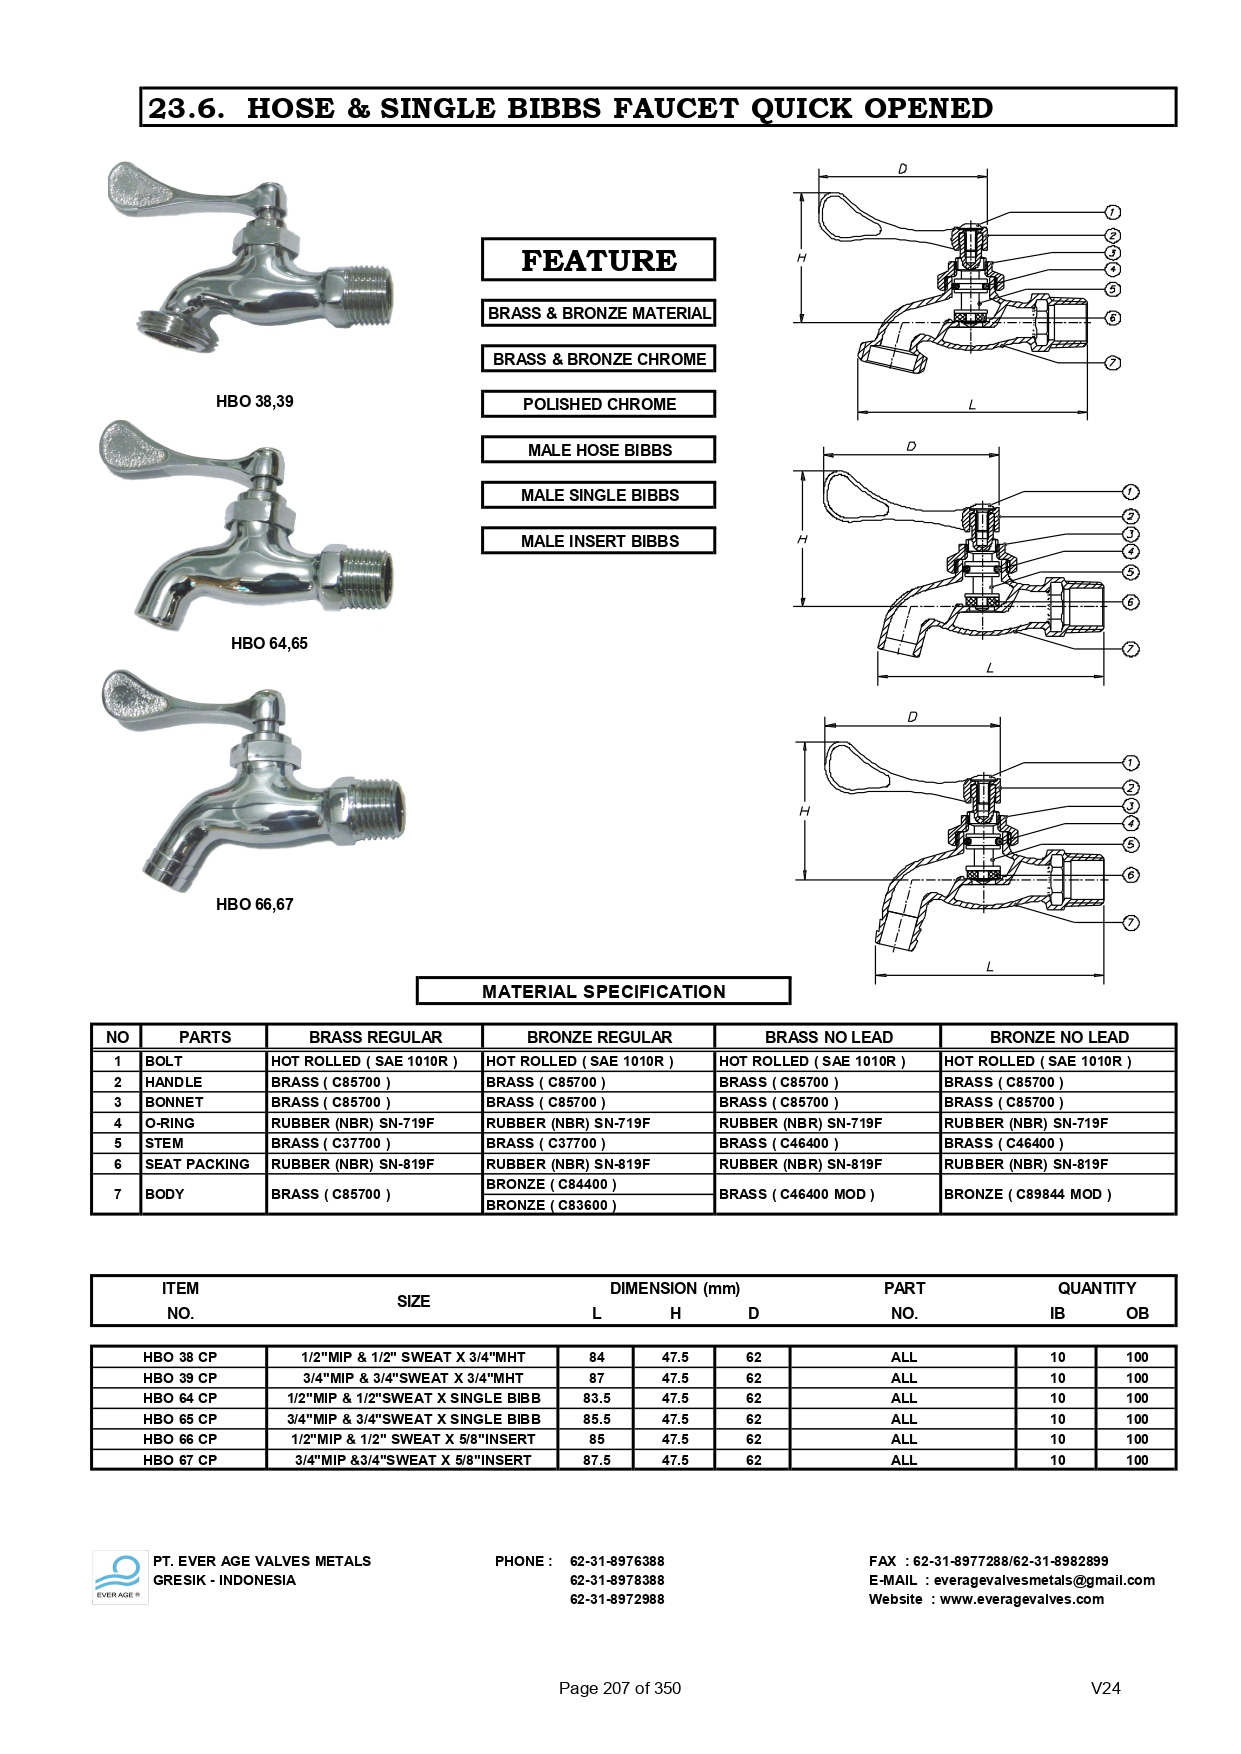 23.6. HOSE & SINGLE BIBBS FAUCET QUICK OPENED
HBO 38,39
HBO 64,65
HBO 66,67
FEATURE
BRASS & BRONZE MATERIAL
BRASS & BRONZE CHROME
POLISHED CHROME
MALE HOSE BIBBS
MALE SINGLE BIBBS
MALE INSERT BIBBS
D
H
1
2
3
4
5
6
7
L
D
H
1
2
3
4
5
6
7
L
D
H
1
2
3
4
5
6
7
L
MATERIAL SPECIFICATION
NO PARTS BRASS REGULAR BRONZE REGULAR BRASS NO LEAD BRONZE NO LEAD
1 BOLT HOT ROLLED ( SAE 1010R ) HOT ROLLED ( SAE 1010R ) HOT ROLLED ( SAE 1010R ) HOT ROLLED ( SAE 1010R )
2 HANDLE BRASS ( C85700 ) BRASS ( C85700 ) BRASS ( C85700 ) BRASS ( C85700 )
3 BONNET BRASS ( C85700 ) BRASS ( C85700 ) BRASS ( C85700 ) BRASS ( C85700 )
4 O-RING RUBBER (NBR) SN-719F RUBBER (NBR) SN-719F RUBBER (NBR) SN-719F RUBBER (NBR) SN-719F
5 STEM BRASS ( C37700 ) BRASS ( C37700 ) BRASS ( C46400 ) BRASS ( C46400 )
6 SEAT PACKING RUBBER (NBR) SN-819F RUBBER (NBR) SN-819F RUBBER (NBR) SN-819F RUBBER (NBR) SN-819F
7 BODY BRASS ( C85700 ) BRONZE ( C84400 ) BRASS ( C46400 MOD ) BRONZE ( C89844 MOD )
BRONZE ( C83600 )
ITEM SIZE DIMENSION (mm) PART QUANTITY
NO. L H D NO. IB OB
HBO 38 CP 1/2"MIP & 1/2" SWEAT X 3/4"MHT 84 47.5 62 ALL 10 100
HBO 39 CP 3/4"MIP & 3/4"SWEAT X 3/4"MHT 87 47.5 62 ALL 10 100
HBO 64 CP 1/2"MIP & 1/2"SWEAT X SINGLE BIBB 83.5 47.5 62 ALL 10 100
HBO 65 CP 3/4"MIP & 3/4"SWEAT X SINGLE BIBB 85.5 47.5 62 ALL 10 100
HBO 66 CP 1/2"MIP & 1/2" SWEAT X 5/8"INSERT 85 47.5 62 ALL 10 100
HBO 67 CP 3/4"MIP &3/4"SWEAT X 5/8"INSERT 87.5 47.5 62 ALL 10 100
EVER AGE ®
PT. EVER AGE VALVES METALS PHONE : 62-31-8976388 FAX : 62-31-8977288/62-31-8982899
GRESIK - INDONESIA 62-31-8978388 E-MAIL : everagevalvesmetals@gmail.com
62-31-8972988 Website : www.everagevalves.com
Page 207 of 350 V24